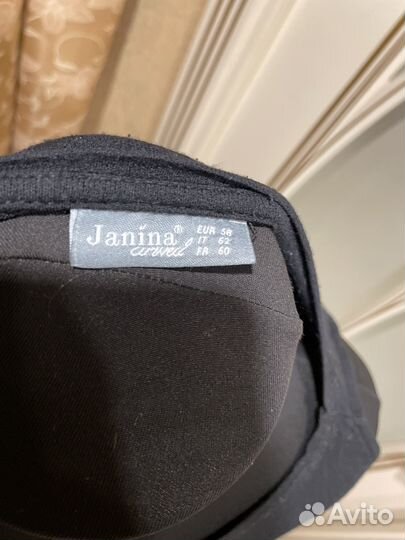 Janina®
curved
EUR 58
IT 62
FR 60
Avito